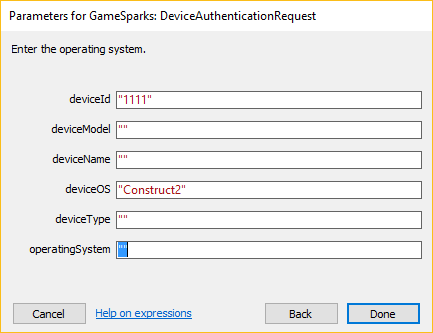 Parameters for GameSparks: DeviceAuthenticationRequest
Enter the operating system.
deviceId "1111"
deviceModel ""
deviceName ""
deviceOS "Construct2"
deviceType ""
operatingSystem ""
Cancel Help on expressions Back Done